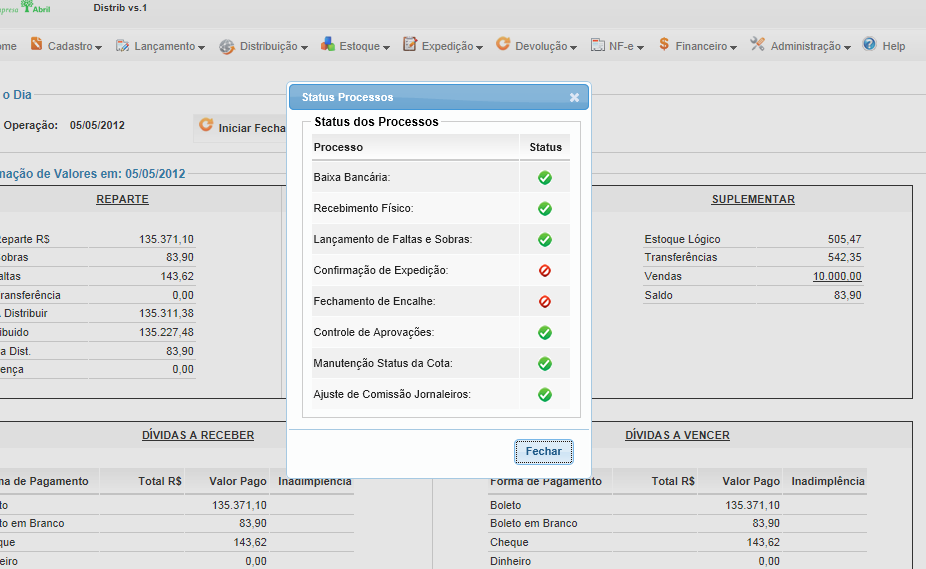 Abril
Distrib vs.1
Cadastro Lançamento Distribuição Estoque Expedição Devolução NF-e Financeiro Administração Help
o Dia
Operação: 05/05/2012
Iniciar Fecha
Status Processos
Status dos Processos
Processo Status
Baixa Bancária:
Recebimento Físico:
Lançamento de Faltas e Sobras:
Confirmação de Expedição:
Fechamento de Encalhe:
Controle de Aprovações:
Manutenção Status da Cota:
Ajuste de Comissão Jornaleiros:
Fechar
mação de Valores em: 05/05/2012
REPARTE
Reparte R$ 135.371,10
obras 83,90
altas 143,62
ransferência 0,00
Distribuir 135.311,38
ibuido 135.227,48
a Dist. 83,90
ença 0,00
SUPLEMENTAR
Estoque Lógico 505,47
Transferências 542,35
Vendas 10.000,00
Saldo 83,90
DÍVIDAS A RECEBER
ma de Pagamento Total R$ Valor Pago Inadimplência
to 135.371,10
to em Branco 83,90
que 143,62
eiro 0,00
DÍVIDAS A VENCER
Forma de Pagamento Total R$ Valor Pago Inadimplência
Boleto 135.371,10
Boleto em Branco 83,90
Cheque 143,62
Dinheiro 0,00